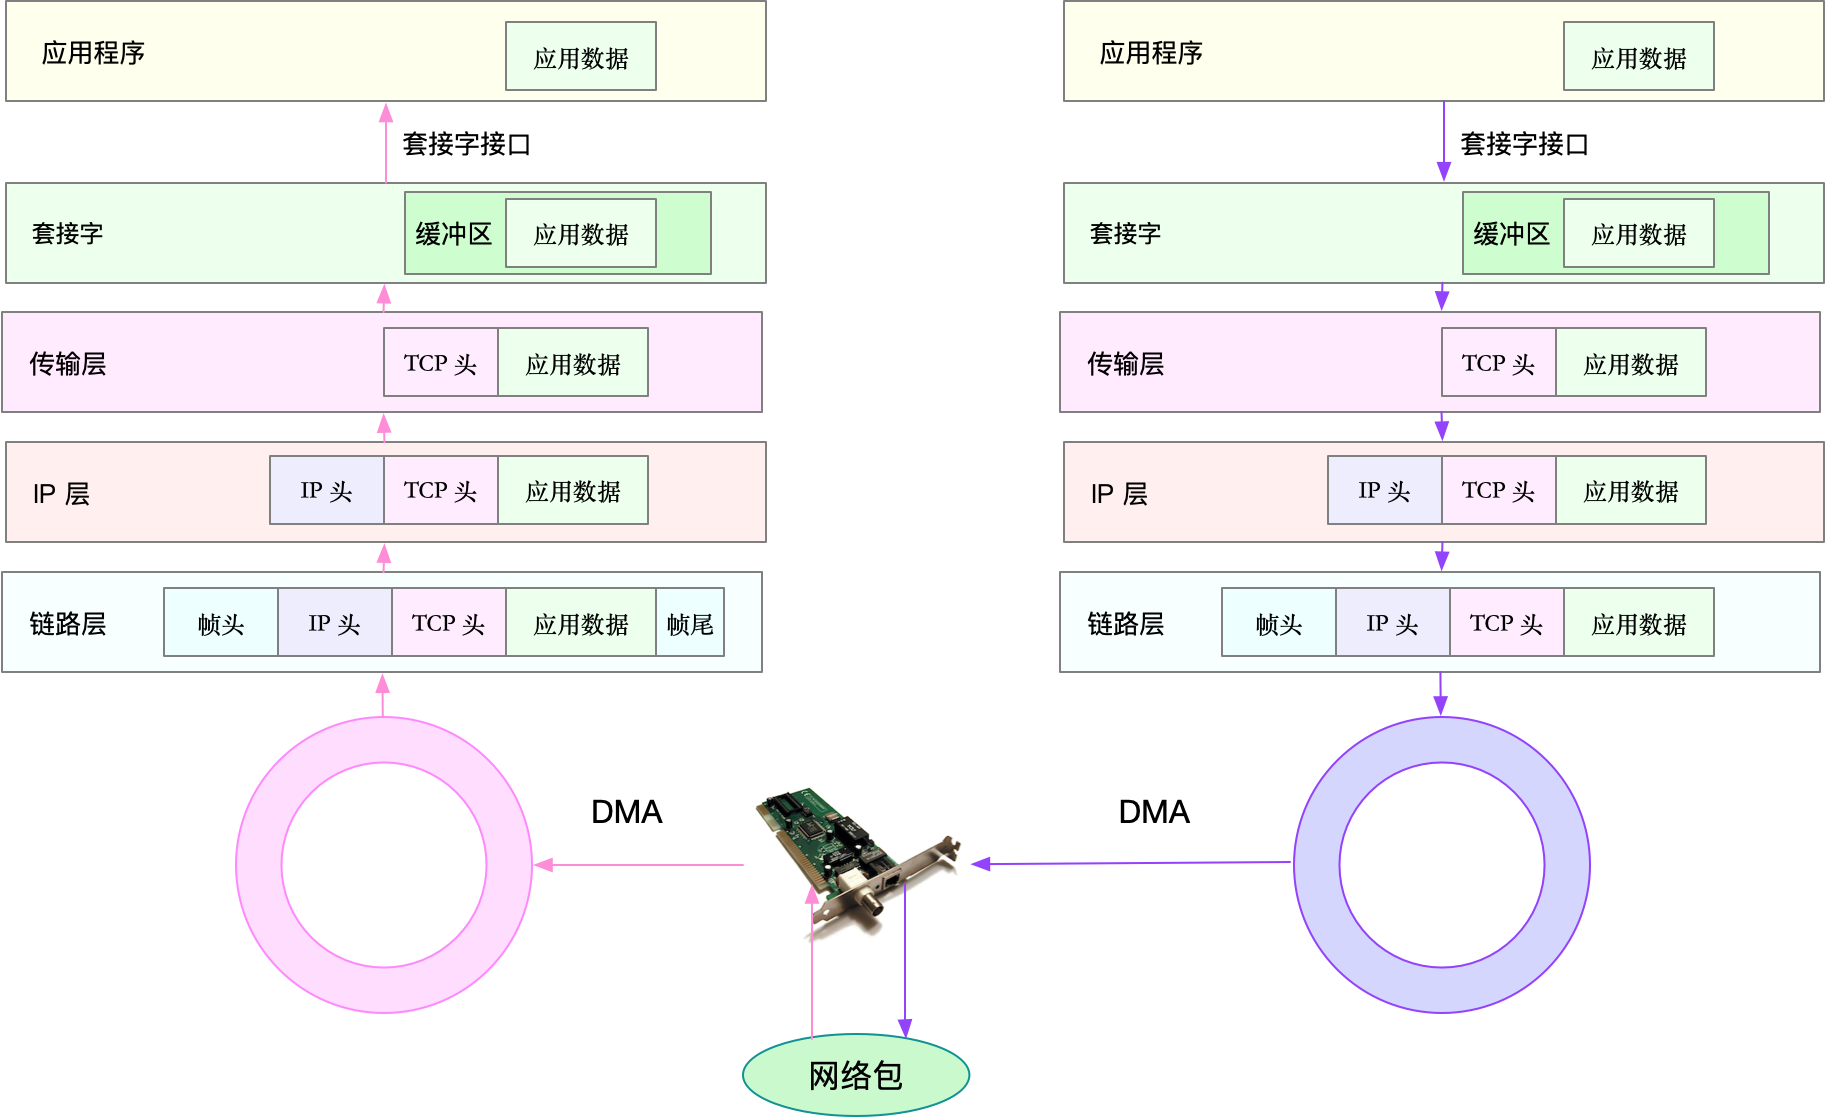 应用程序
应用数据
套接字接口
套接字
缓冲区
应用数据
传输层
TCP 头
应用数据
IP 层
IP 头
TCP 头
应用数据
链路层
帧头
IP 头
TCP 头
应用数据
帧尾
DMA
应用程序
应用数据
套接字接口
套接字
缓冲区
应用数据
传输层
TCP 头
应用数据
IP 层
IP 头
TCP 头
应用数据
链路层
帧头
IP 头
TCP 头
应用数据
DMA
网络包